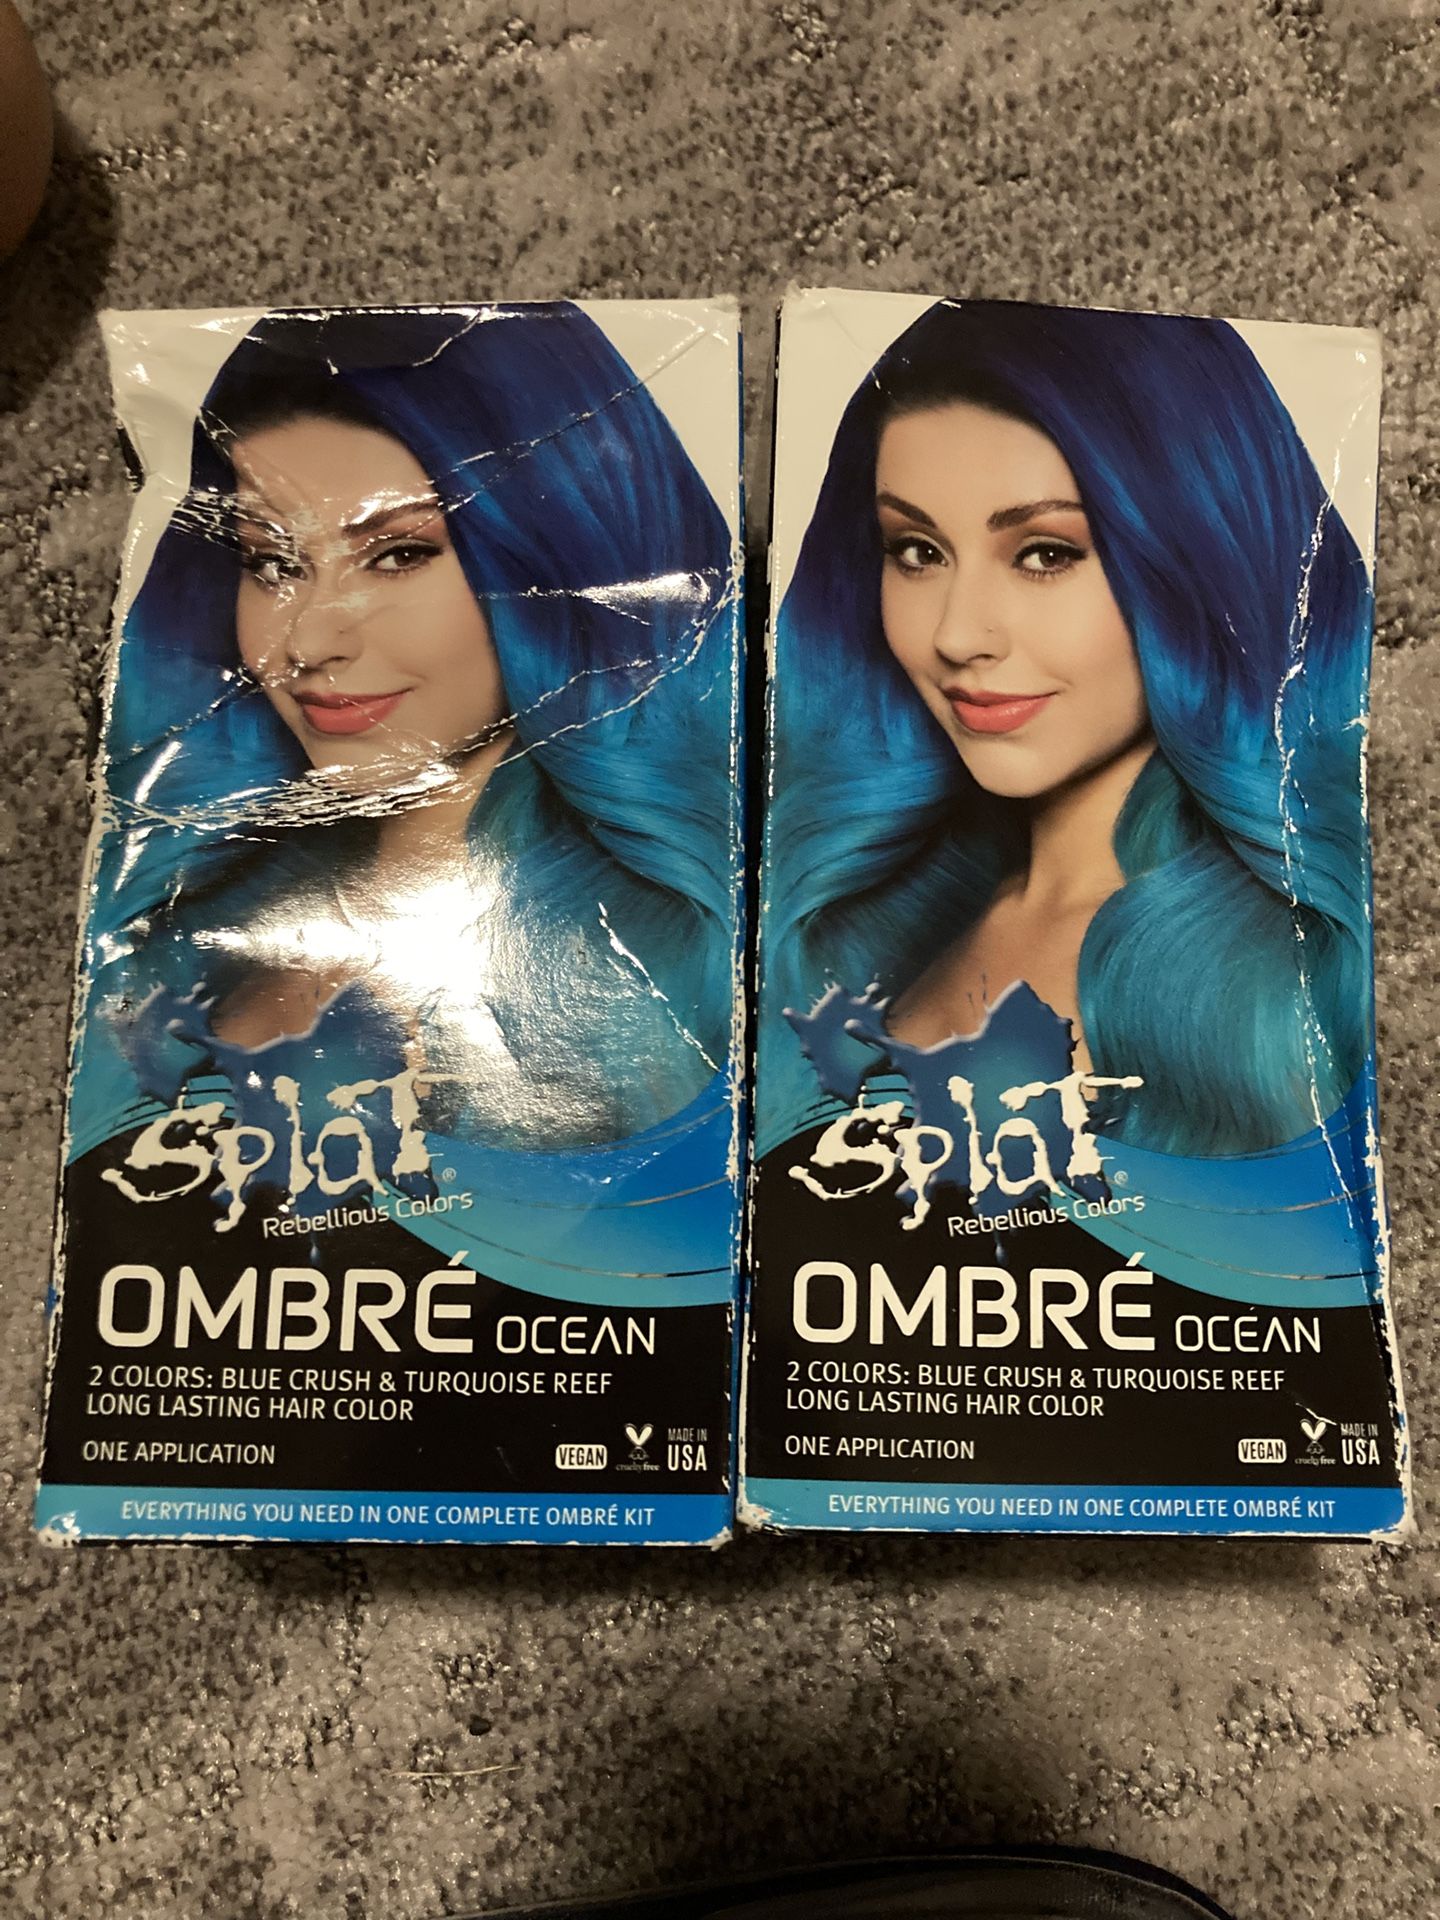 Splat®
Rebellious Colors
OMBRÉ OCEAN
2 COLORS: BLUE CRUSH & TURQUOISE REEF
LONG LASTING HAIR COLOR
ONE APPLICATION
VEGAN
cruelty free
MADE IN
USA
EVERYTHING YOU NEED IN ONE COMPLETE OMBRÉ KIT
Splat®
Rebellious Colors
OMBRÉ OCEAN
2 COLORS: BLUE CRUSH & TURQUOISE REEF
LONG LASTING HAIR COLOR
ONE APPLICATION
VEGAN
cruelty free
MADE IN
USA
EVERYTHING YOU NEED IN ONE COMPLETE OMBRÉ KIT